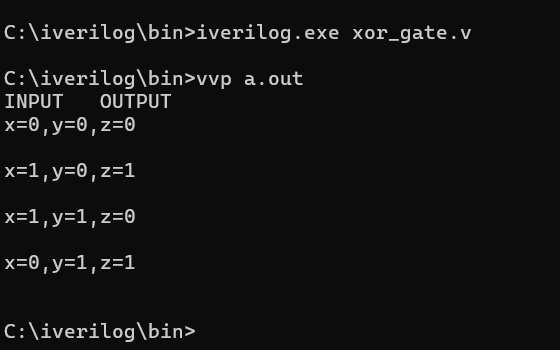 C:\iverilog\bin>iverilog.exe xor_gate.v
C:\iverilog\bin>vvp a.out
INPUT   OUTPUT
x=0,y=0,z=0
x=1,y=0,z=1
x=1,y=1,z=0
x=0,y=1,z=1
C:\iverilog\bin>